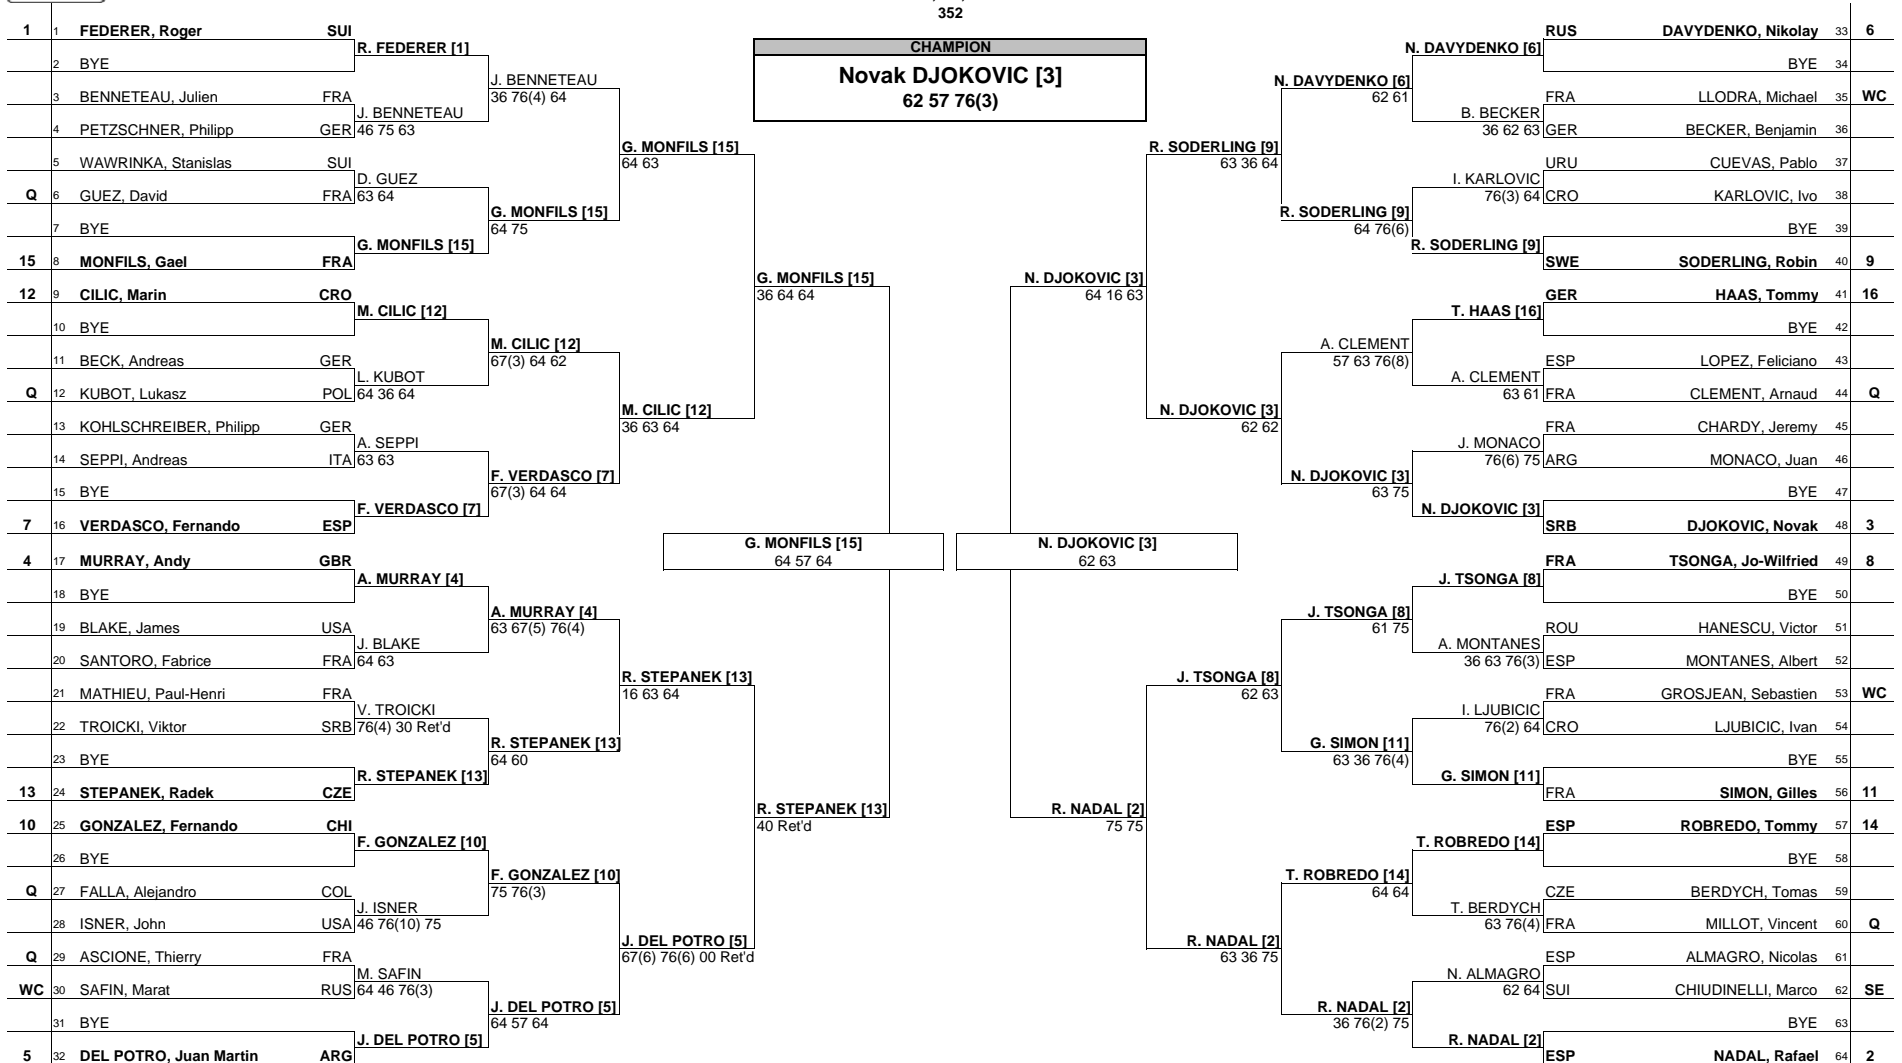 352
CHAMPION
Novak DJOKOVIC [3]
62 57 76(3)
1 1 FEDERER, Roger SUI
2 BYE
3 BENNETEAU, Julien FRA
4 PETZSCHNER, Philipp GER
5 WAWRINKA, Stanislas SUI
Q 6 GUEZ, David FRA
7 BYE
15 8 MONFILS, Gael FRA
12 9 CILIC, Marin CRO
10 BYE
11 BECK, Andreas GER
Q 12 KUBOT, Lukasz POL
13 KOHLSCHREIBER, Philipp GER
14 SEPPI, Andreas ITA
15 BYE
7 16 VERDASCO, Fernando ESP
4 17 MURRAY, Andy GBR
18 BYE
19 BLAKE, James USA
20 SANTORO, Fabrice FRA
21 MATHIEU, Paul-Henri FRA
22 TROICKI, Viktor SRB
23 BYE
13 24 STEPANEK, Radek CZE
10 25 GONZALEZ, Fernando CHI
26 BYE
Q 27 FALLA, Alejandro COL
28 ISNER, John USA
Q 29 ASCIONE, Thierry FRA
WC 30 SAFIN, Marat RUS
31 BYE
5 32 DEL POTRO, Juan Martin ARG
R. FEDERER [1]
J. BENNETEAU
46 75 63
D. GUEZ
63 64
G. MONFILS [15]
M. CILIC [12]
L. KUBOT
64 36 64
A. SEPPI
63 63
F. VERDASCO [7]
A. MURRAY [4]
J. BLAKE
64 63
V. TROICKI
76(4) 30 Ret'd
R. STEPANEK [13]
F. GONZALEZ [10]
J. ISNER
46 76(10) 75
M. SAFIN
64 46 76(3)
J. DEL POTRO [5]
J. BENNETEAU
36 76(4) 64
G. MONFILS [15]
64 75
M. CILIC [12]
67(3) 64 62
F. VERDASCO [7]
67(3) 64 64
A. MURRAY [4]
63 67(5) 76(4)
R. STEPANEK [13]
64 60
F. GONZALEZ [10]
75 76(3)
J. DEL POTRO [5]
64 57 64
G. MONFILS [15]
64 63
M. CILIC [12]
36 63 64
R. STEPANEK [13]
16 63 64
J. DEL POTRO [5]
67(6) 76(6) 00 Ret'd
G. MONFILS [15]
36 64 64
R. STEPANEK [13]
40 Ret'd
G. MONFILS [15]
64 57 64
N. DJOKOVIC [3]
62 63
N. DJOKOVIC [3]
64 16 63
R. NADAL [2]
75 75
R. SODERLING [9]
63 36 64
N. DJOKOVIC [3]
62 62
J. TSONGA [8]
62 63
R. NADAL [2]
63 36 75
N. DAVYDENKO [6]
62 61
R. SODERLING [9]
64 76(6)
A. CLEMENT
57 63 76(8)
N. DJOKOVIC [3]
63 75
J. TSONGA [8]
61 75
G. SIMON [11]
63 36 76(4)
T. ROBREDO [14]
64 64
R. NADAL [2]
36 76(2) 75
N. DAVYDENKO [6]
B. BECKER
36 62 63
I. KARLOVIC
76(3) 64
R. SODERLING [9]
T. HAAS [16]
A. CLEMENT
63 61
J. MONACO
76(6) 75
N. DJOKOVIC [3]
J. TSONGA [8]
A. MONTANES
36 63 76(3)
I. LJUBICIC
76(2) 64
G. SIMON [11]
T. ROBREDO [14]
T. BERDYCH
63 76(4)
N. ALMAGRO
62 64
R. NADAL [2]
RUS DAVYDENKO, Nikolay 33 6
BYE 34
FRA LLODRA, Michael 35 WC
GER BECKER, Benjamin 36
URU CUEVAS, Pablo 37
CRO KARLOVIC, Ivo 38
BYE 39
SWE SODERLING, Robin 40 9
GER HAAS, Tommy 41 16
BYE 42
ESP LOPEZ, Feliciano 43
FRA CLEMENT, Arnaud 44 Q
FRA CHARDY, Jeremy 45
ARG MONACO, Juan 46
BYE 47
SRB DJOKOVIC, Novak 48 3
FRA TSONGA, Jo-Wilfried 49 8
BYE 50
ROU HANESCU, Victor 51
ESP MONTANES, Albert 52
FRA GROSJEAN, Sebastien 53 WC
CRO LJUBICIC, Ivan 54
BYE 55
FRA SIMON, Gilles 56 11
ESP ROBREDO, Tommy 57 14
BYE 58
CZE BERDYCH, Tomas 59
FRA MILLOT, Vincent 60 Q
ESP ALMAGRO, Nicolas 61
SUI CHIUDINELLI, Marco 62 SE
BYE 63
ESP NADAL, Rafael 64 2